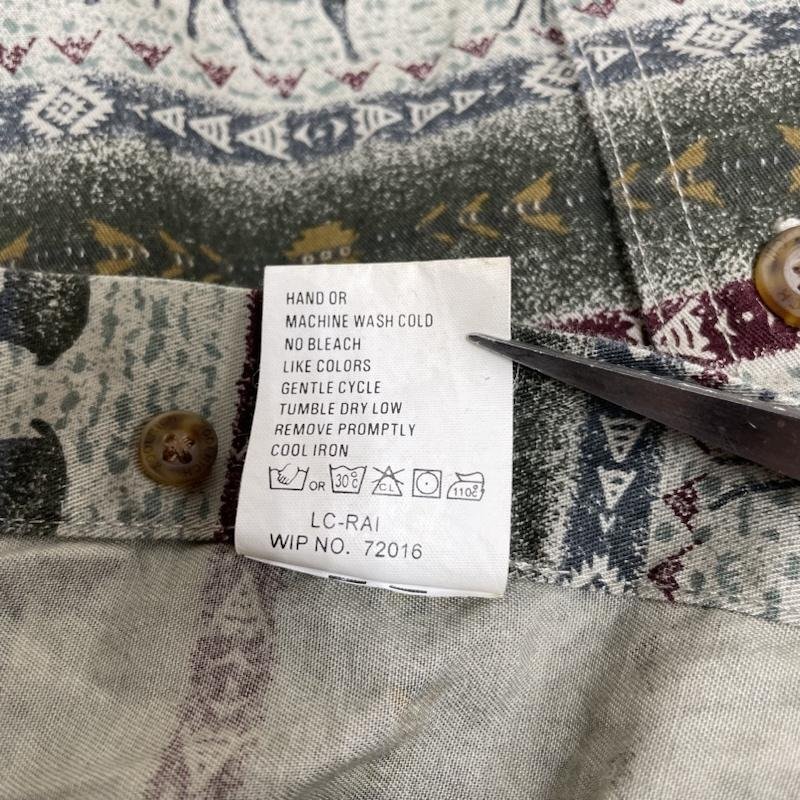 HAND OR
MACHINE WASH COLD
NO BLEACH
LIKE COLORS
GENTLE CYCLE
TUMBLE DRY LOW
REMOVE PROMPTLY
COOL IRON
OR 30°C CL 110°C
LC-RAI
WIP NO. 72016